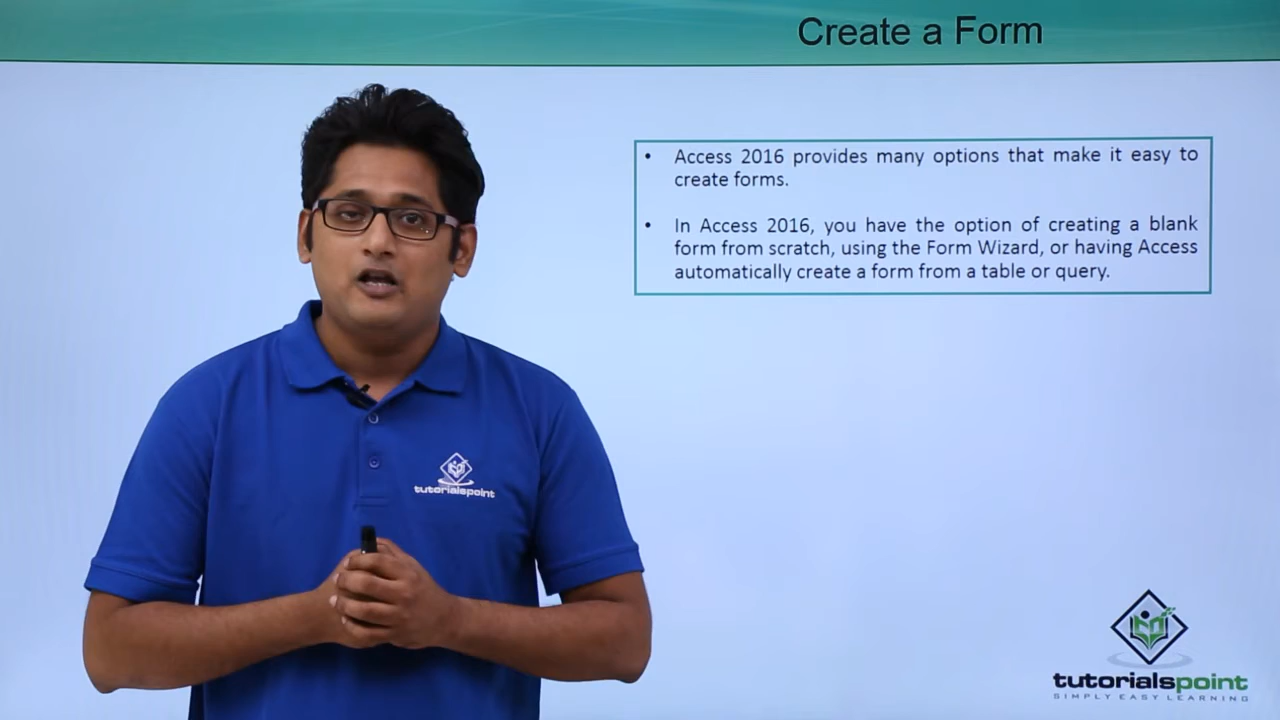 Create a Form
• Access 2016 provides many options that make it easy to
create forms.
• In Access 2016, you have the option of creating a blank
form from scratch, using the Form Wizard, or having Access
automatically create a form from a table or query.
tutorialspoint
tutorialspoint
SIMPLY EASY LEARNING